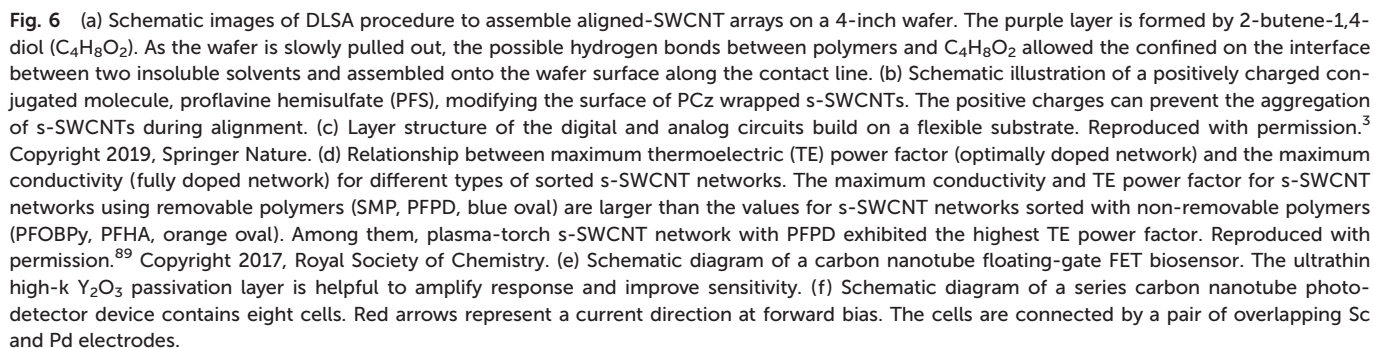 Fig. 6 (a) Schematic images of DLSA procedure to assemble aligned-SWCNT arrays on a 4-inch wafer. The purple layer is formed by 2-butene-1,4-
diol (C₄H₈O₂). As the wafer is slowly pulled out, the possible hydrogen bonds between polymers and C₄H₈O₂ allowed the confined on the interface
between two insoluble solvents and assembled onto the wafer surface along the contact line. (b) Schematic illustration of a positively charged con-
jugated molecule, proflavine hemisulfate (PFS), modifying the surface of PCz wrapped s-SWCNTs. The positive charges can prevent the aggregation
of s-SWCNTs during alignment. (c) Layer structure of the digital and analog circuits build on a flexible substrate. Reproduced with permission.³
Copyright 2019, Springer Nature. (d) Relationship between maximum thermoelectric (TE) power factor (optimally doped network) and the maximum
conductivity (fully doped network) for different types of sorted s-SWCNT networks. The maximum conductivity and TE power factor for s-SWCNT
networks using removable polymers (SMP, PFPD, blue oval) are larger than the values for s-SWCNT networks sorted with non-removable polymers
(PFOBPy, PFHA, orange oval). Among them, plasma-torch s-SWCNT network with PFPD exhibited the highest TE power factor. Reproduced with
permission.⁸⁹ Copyright 2017, Royal Society of Chemistry. (e) Schematic diagram of a carbon nanotube floating-gate FET biosensor. The ultrathin
high-k Y₂O₃ passivation layer is helpful to amplify response and improve sensitivity. (f) Schematic diagram of a series carbon nanotube photo-
detector device contains eight cells. Red arrows represent a current direction at forward bias. The cells are connected by a pair of overlapping Sc
and Pd electrodes.